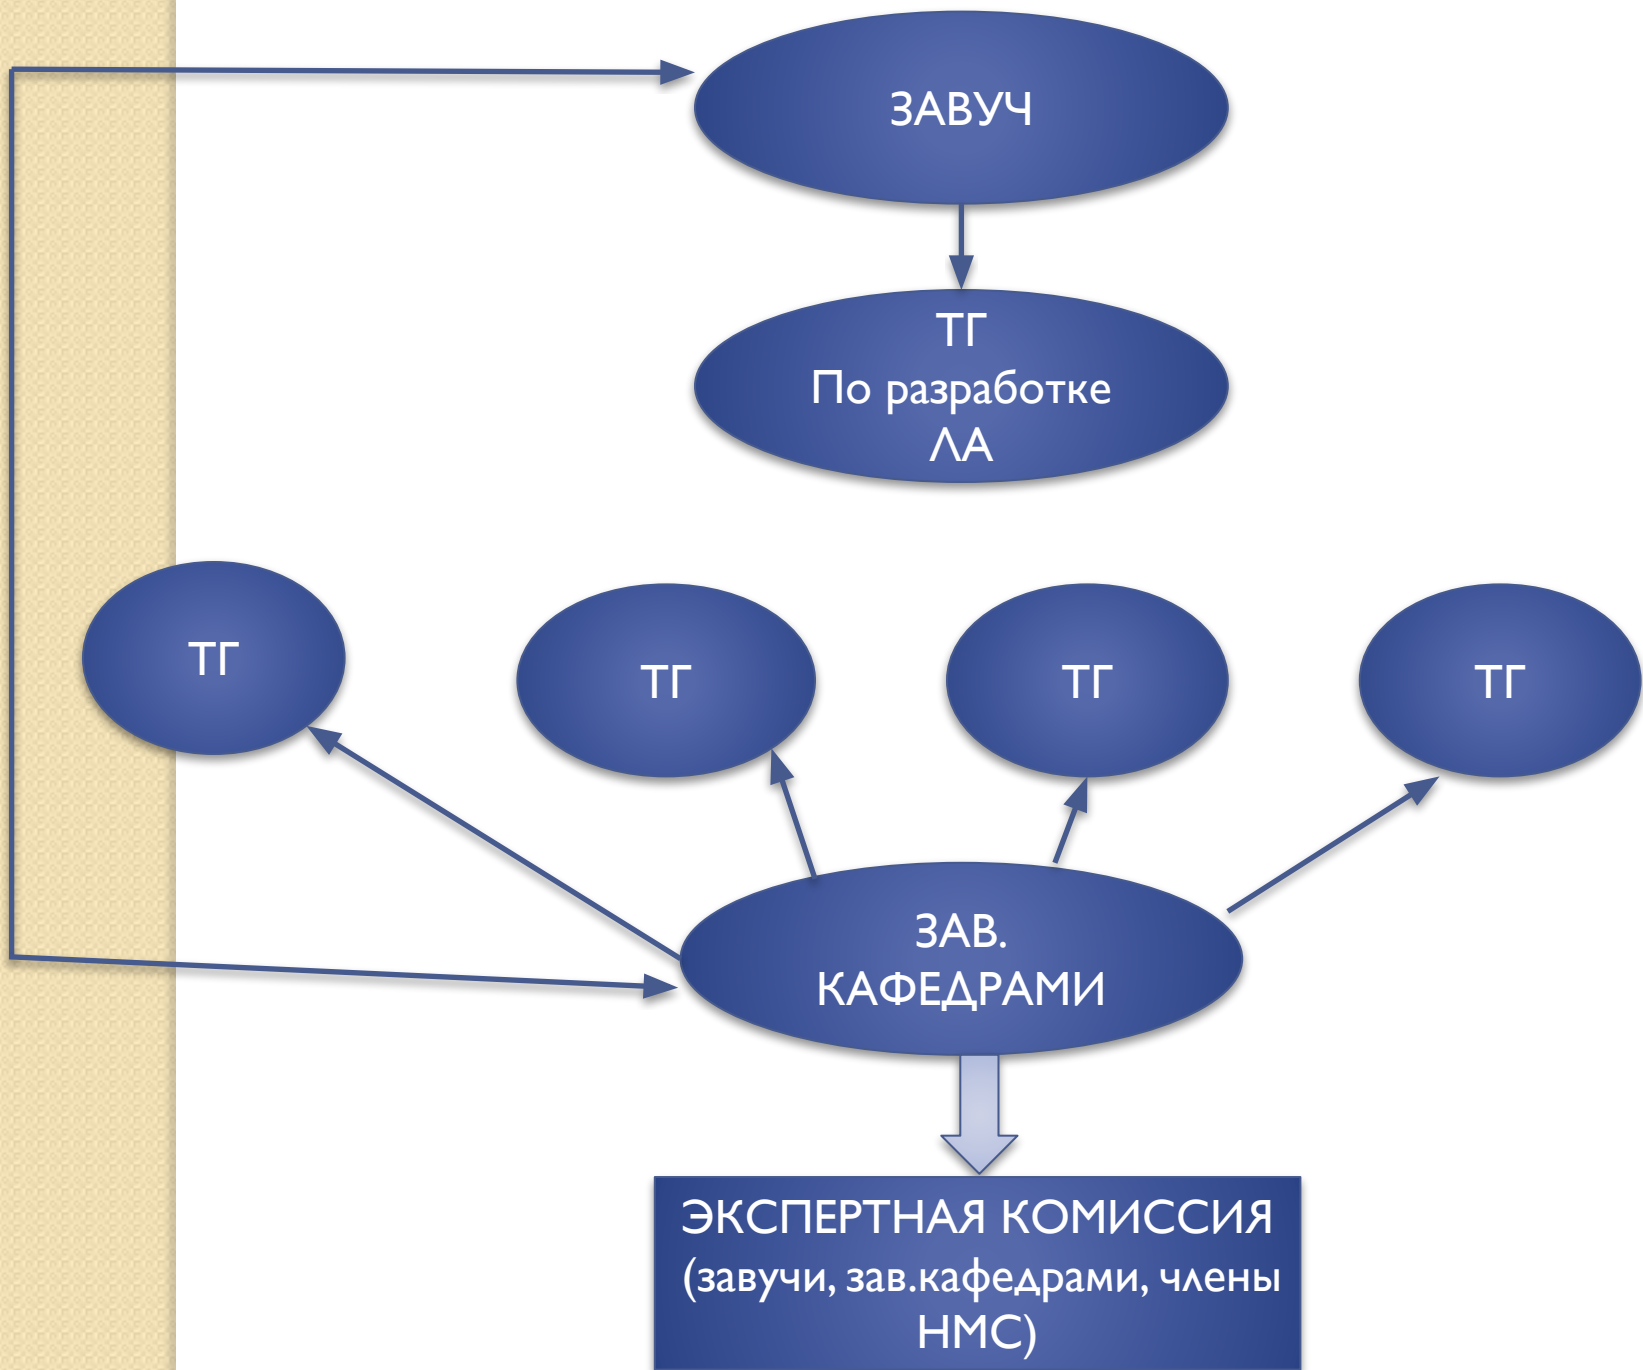 ЗАВУЧ
ТГ
По разработке
ЛА
ТГ
ТГ
ТГ
ТГ
ЗАВ.
КАФЕДРАМИ
ЭКСПЕРТНАЯ КОМИССИЯ
(завучи, зав.кафедрами, члены
НМС)